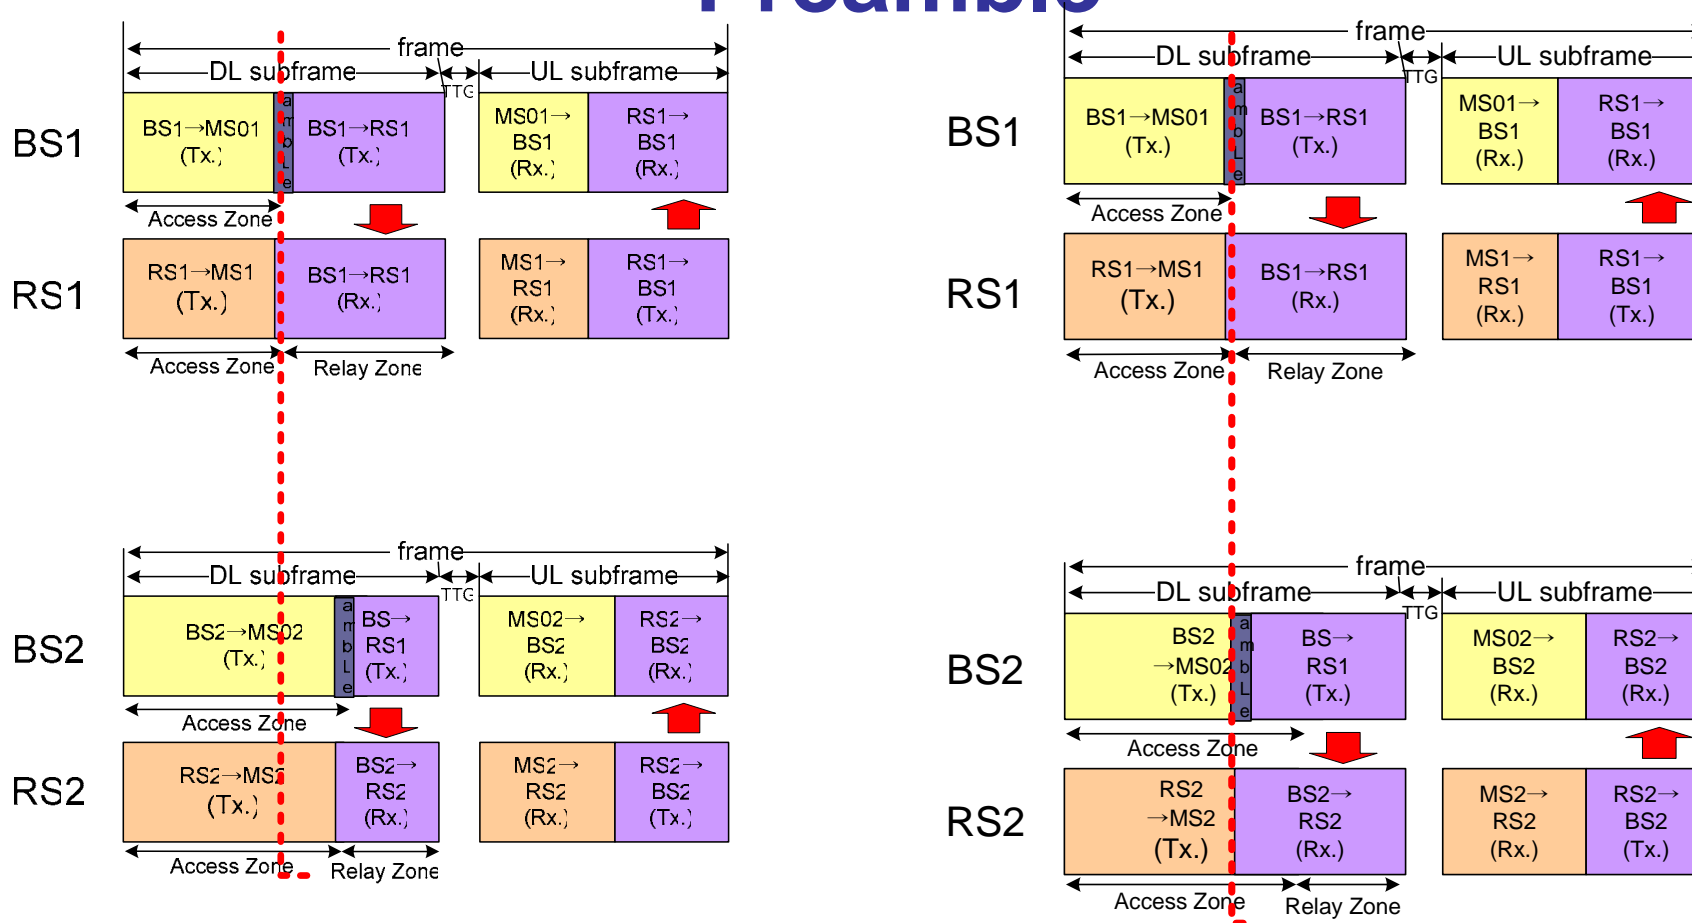 Preamble
frame
DL subframe
UL subframe
TTG
BS1
BS1→MS01
(Tx.)
a
m
b
L
e
BS1→RS1
(Tx.)
MS01→
BS1
(Rx.)
RS1→
BS1
(Rx.)
Access Zone
RS1
RS1→MS1
(Tx.)
BS1→RS1
(Rx.)
MS1→
RS1
(Rx.)
RS1→
BS1
(Tx.)
Access Zone
Relay Zone
frame
DL subframe
UL subframe
TTG
BS2
BS2→MS02
(Tx.)
a
m
b
L
e
BS→
RS1
(Tx.)
MS02→
BS2
(Rx.)
RS2→
BS2
(Rx.)
Access Zone
RS2
RS2→MS2
(Tx.)
BS2→
RS2
(Rx.)
MS2→
RS2
(Rx.)
RS2→
BS2
(Tx.)
Access Zone
Relay Zone
frame
DL subframe
UL subframe
TTG
BS1
BS1→MS01
(Tx.)
a
m
b
L
e
BS1→RS1
(Tx.)
MS01→
BS1
(Rx.)
RS1→
BS1
(Rx.)
Access Zone
RS1
RS1→MS1
(Tx.)
BS1→RS1
(Rx.)
MS1→
RS1
(Rx.)
RS1→
BS1
(Tx.)
Access Zone
Relay Zone
frame
DL subframe
UL subframe
TTG
BS2
BS2
→MS02
(Tx.)
a
m
b
L
e
BS→
RS1
(Tx.)
MS02→
BS2
(Rx.)
RS2→
BS2
(Rx.)
Access Zone
RS2
RS2
→MS2
(Tx.)
BS2→
RS2
(Rx.)
MS2→
RS2
(Rx.)
RS2→
BS2
(Tx.)
Access Zone
Relay Zone